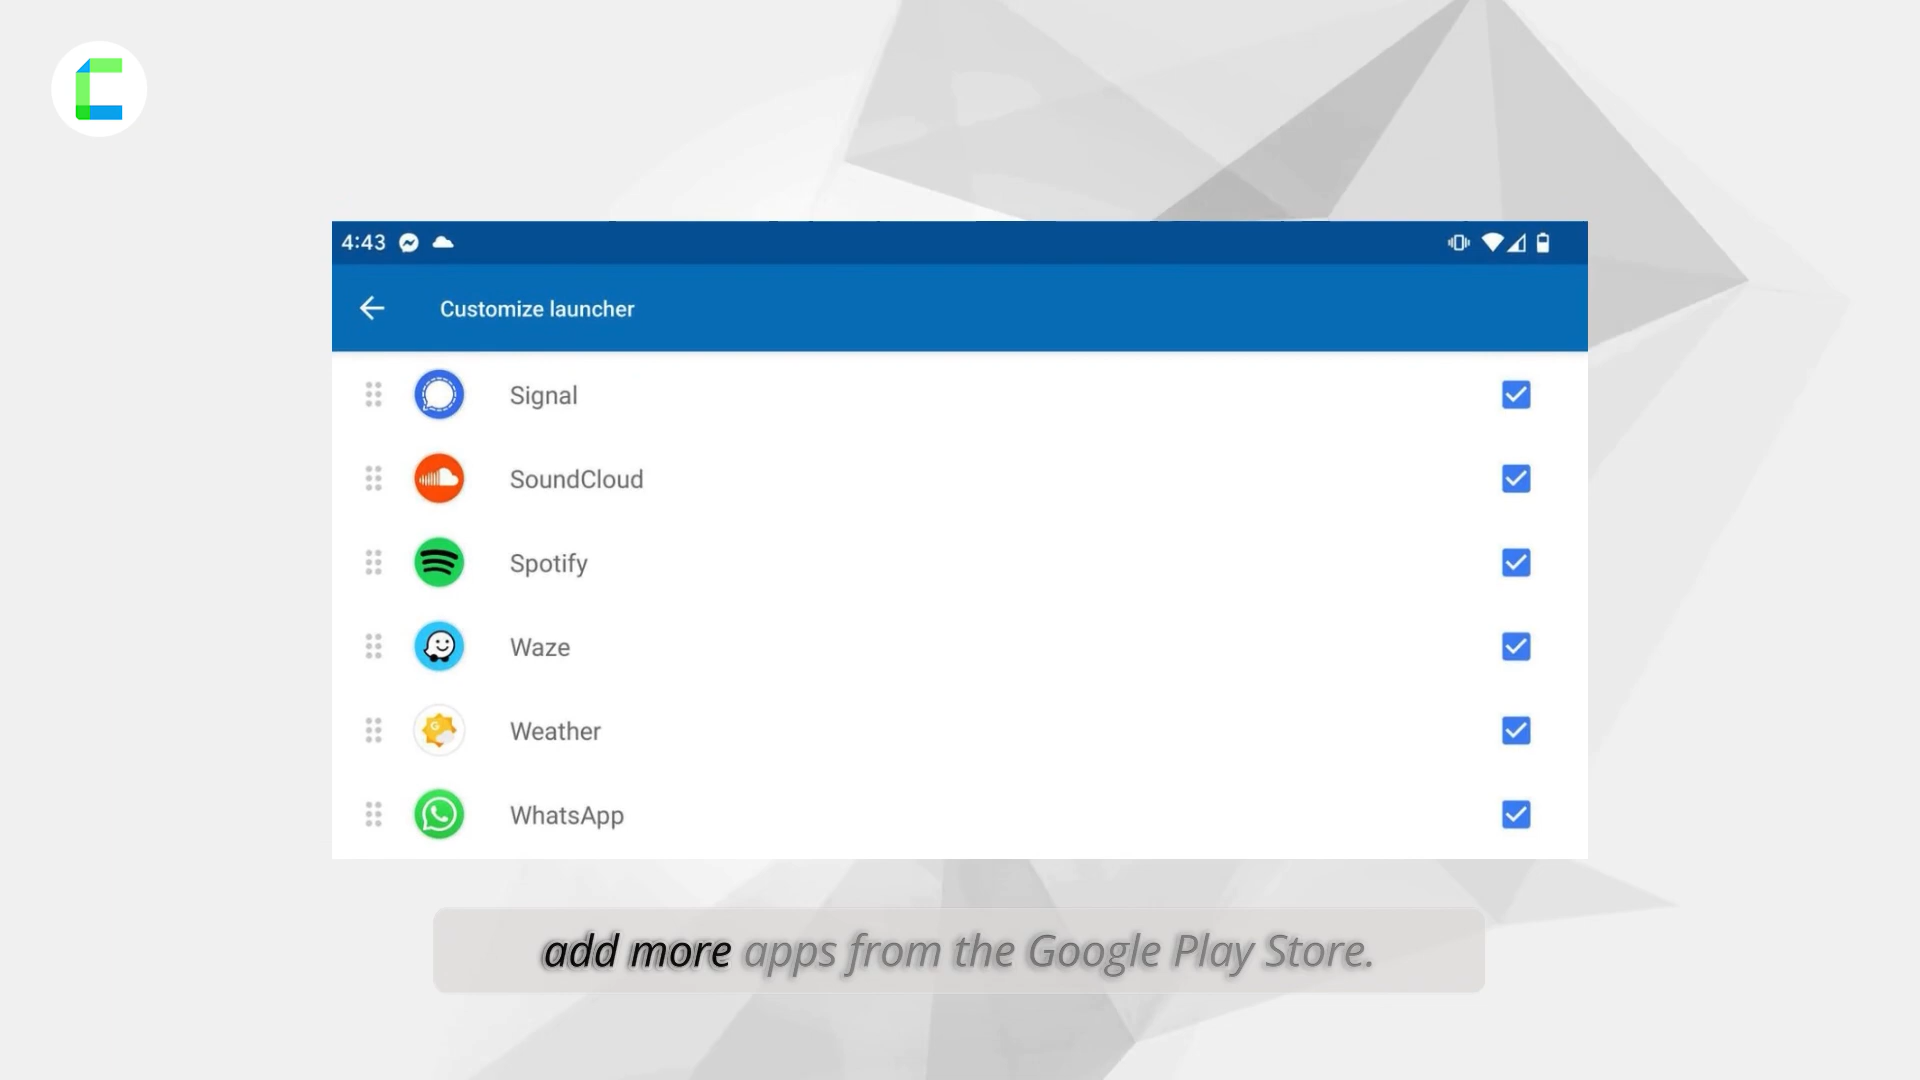 4:43
Customize launcher
Signal
SoundCloud
Spotify
Waze
Weather
WhatsApp
add more apps from the Google Play Store.